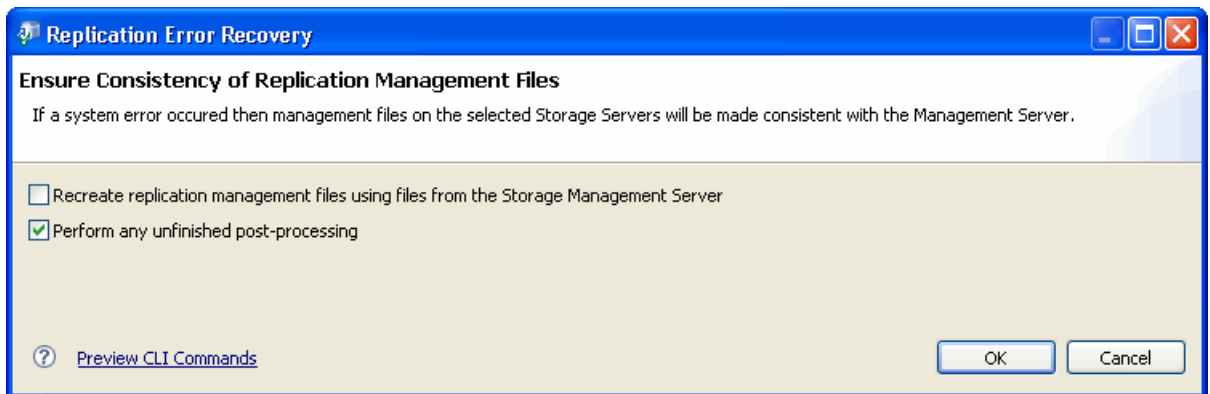 Replication Error Recovery
Ensure Consistency of Replication Management Files
If a system error occured then management files on the selected Storage Servers will be made consistent with the Management Server.
Recreate replication management files using files from the Storage Management Server
Perform any unfinished post-processing
? Preview CLI Commands OK Cancel